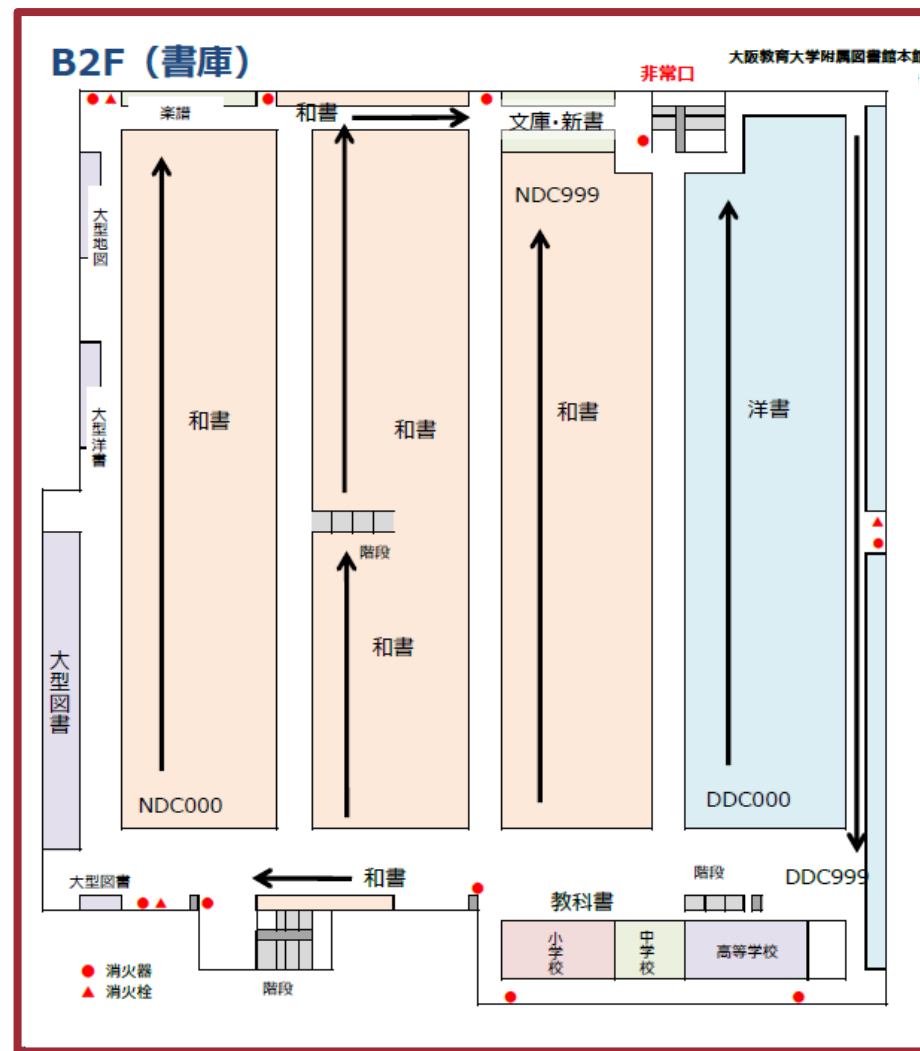 B2F（書庫）
大阪教育大学附属図書館本館
非常口
楽譜
和書
文庫・新書
NDC999
大型地図
大型洋書
和書
和書
和書
洋書
階段
和書
大型図書
NDC000
DDC000
大型図書
和書
階段
DDC999
教科書
小学校
中学校
高等学校
消火器
消火栓
階段